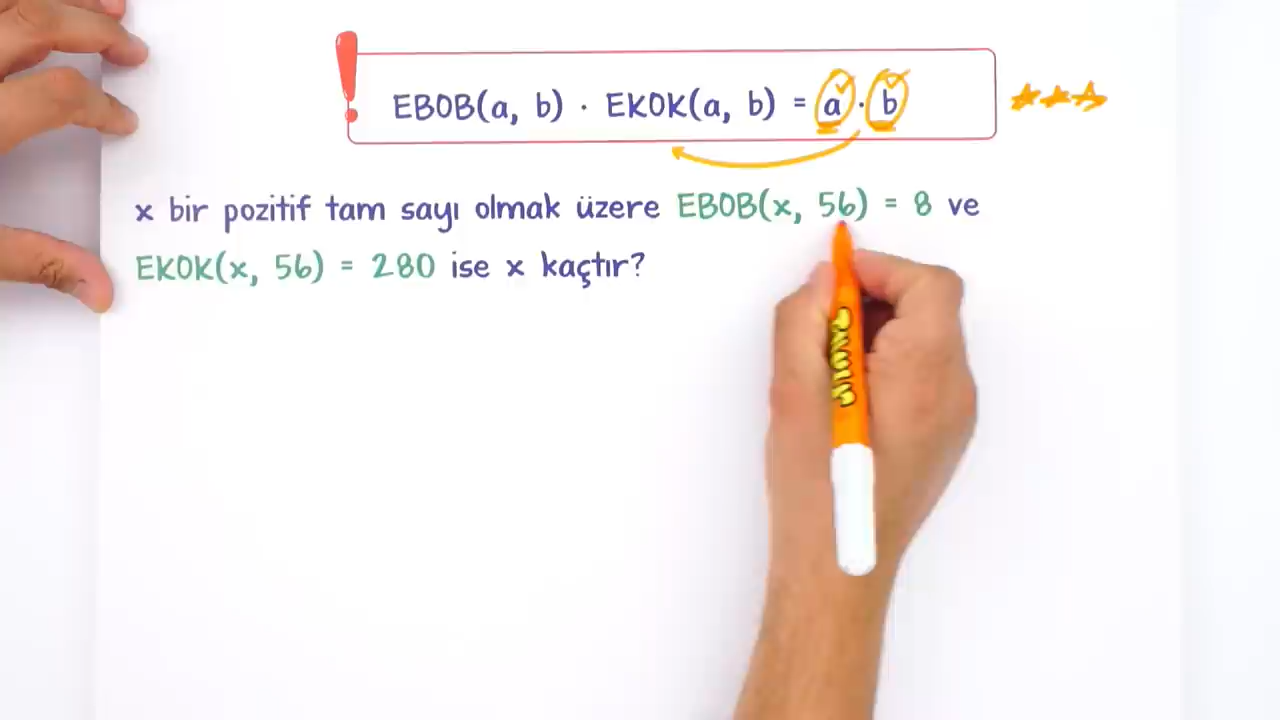 EBOB(a, b) · EKOK(a, b) = a · b
x bir pozitif tam sayı olmak üzere EBOB(x, 56) = 8 ve
EKOK(x, 56) = 280 ise x kaçtır?